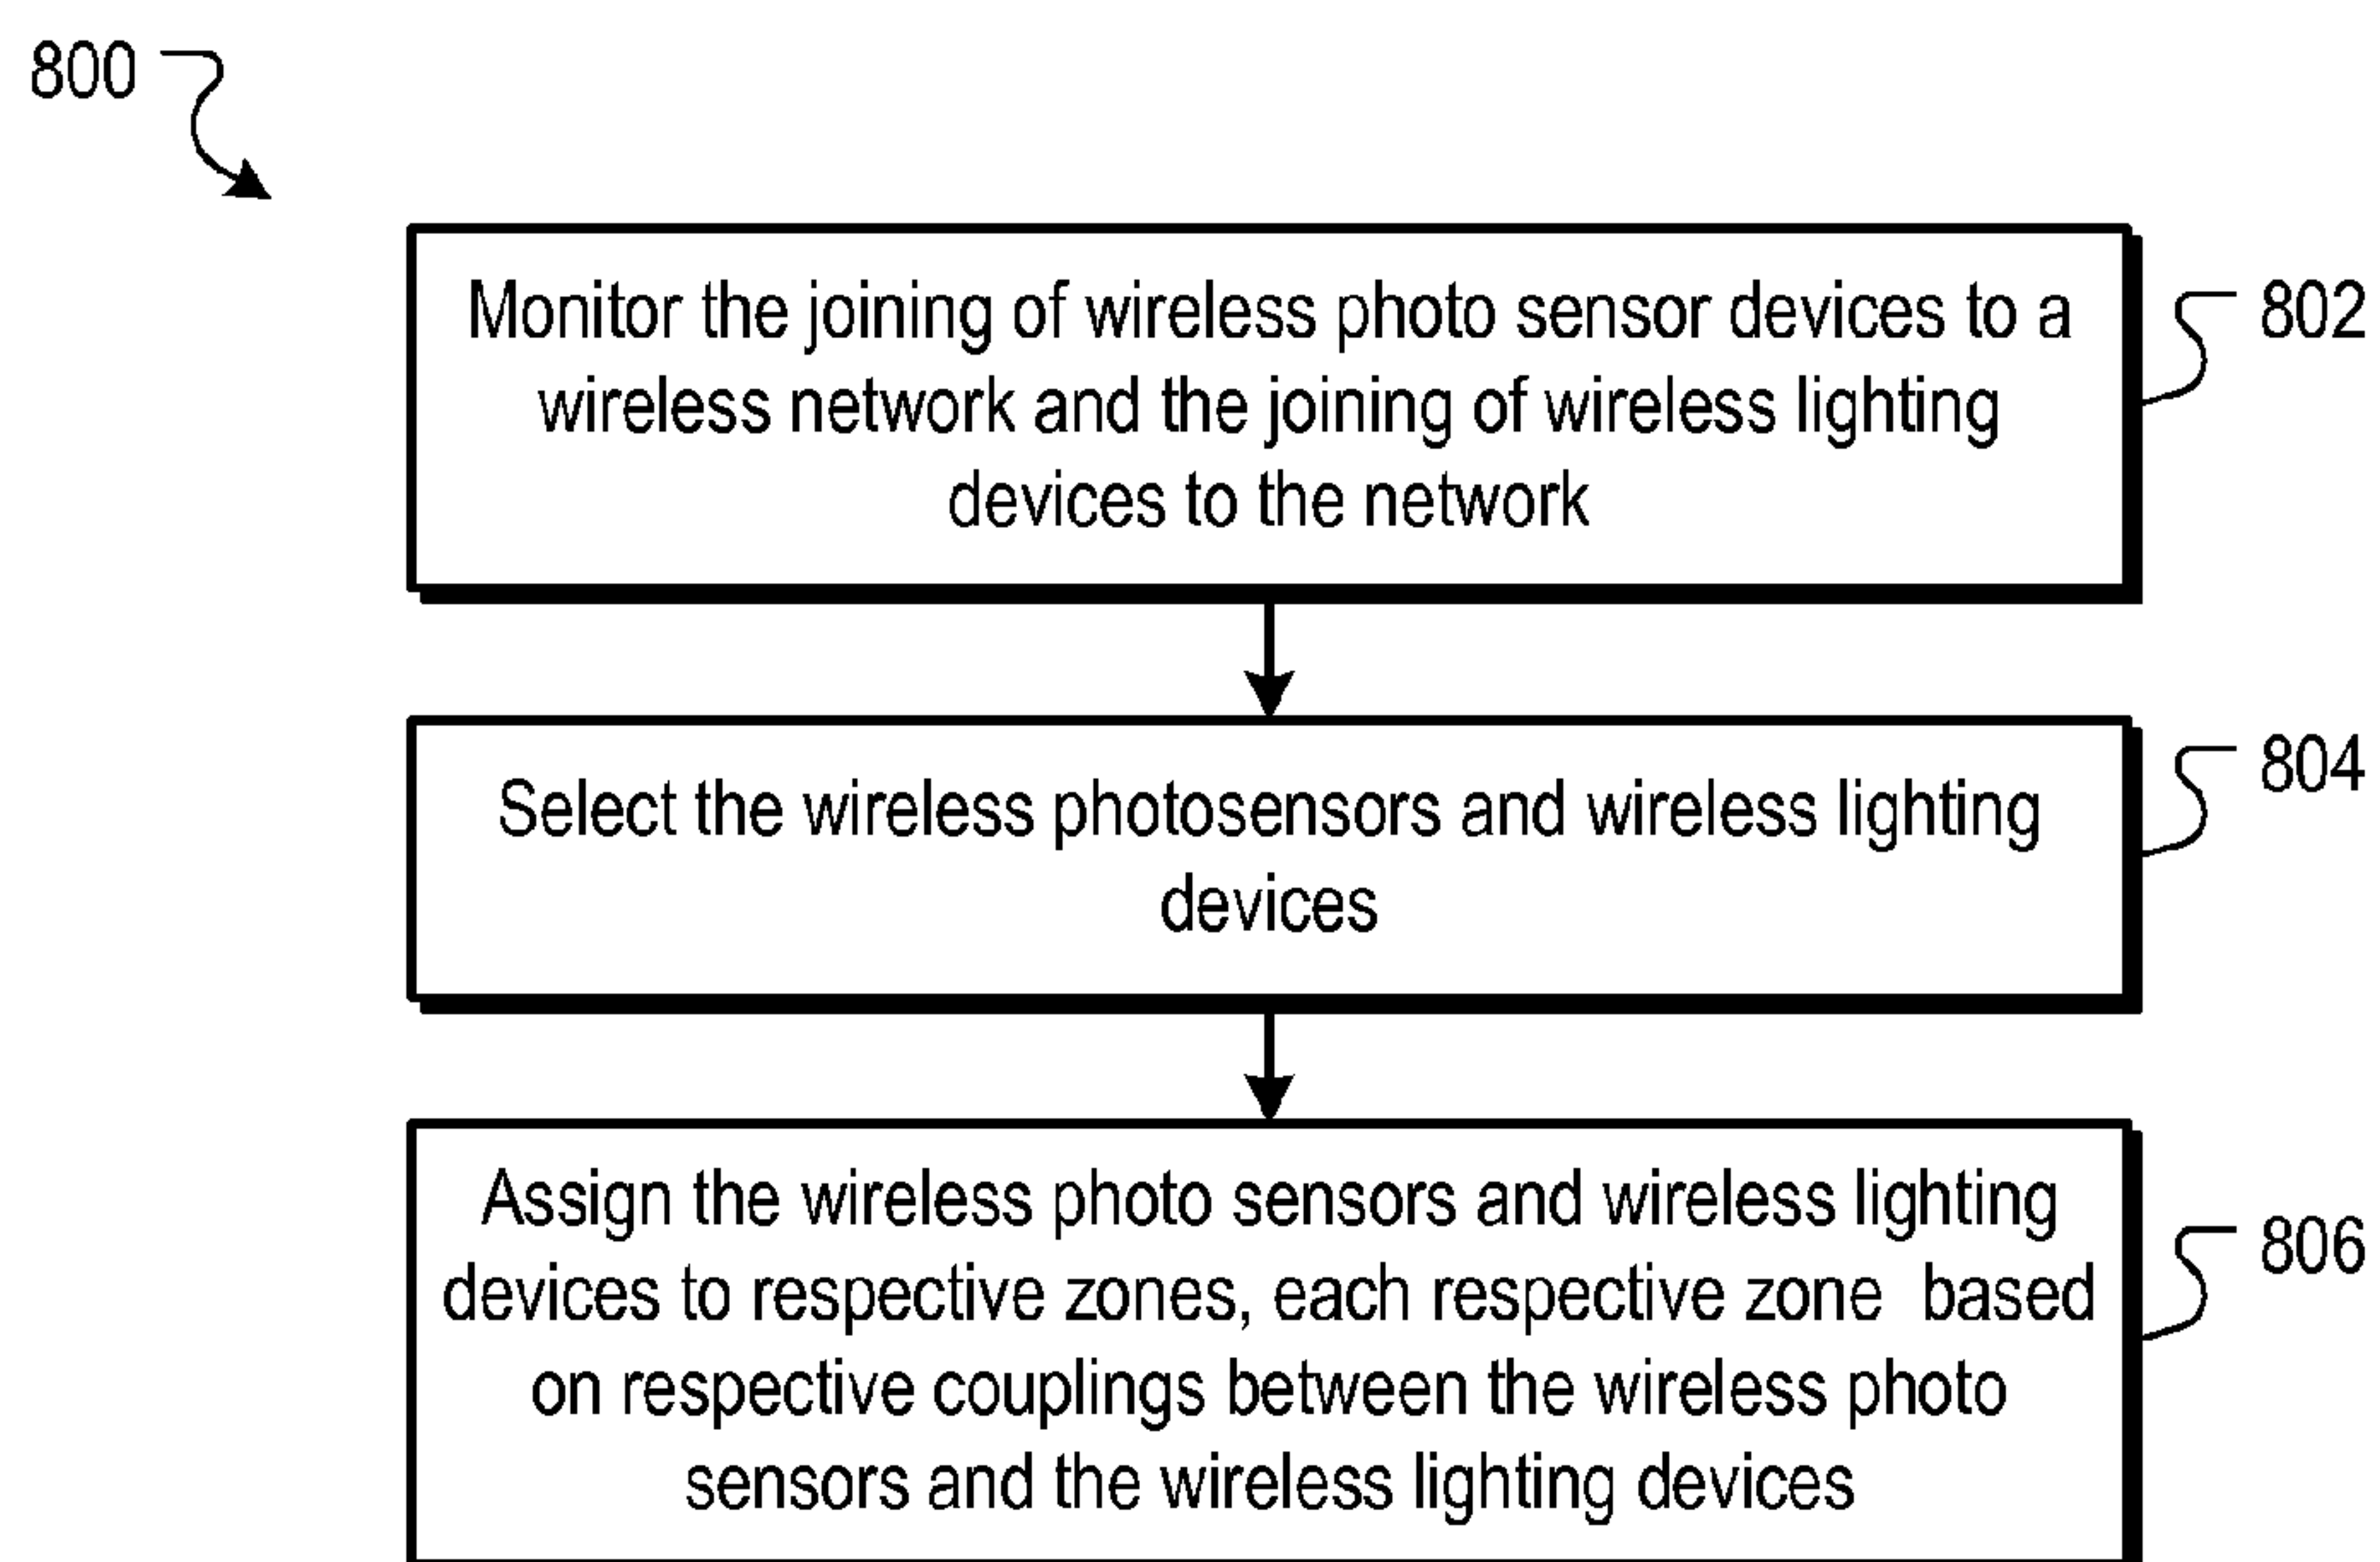 800
Monitor the joining of wireless photo sensor devices to a
wireless network and the joining of wireless lighting
devices to the network
802
Select the wireless photosensors and wireless lighting
devices
804
Assign the wireless photo sensors and wireless lighting
devices to respective zones, each respective zone based
on respective couplings between the wireless photo
sensors and the wireless lighting devices
806